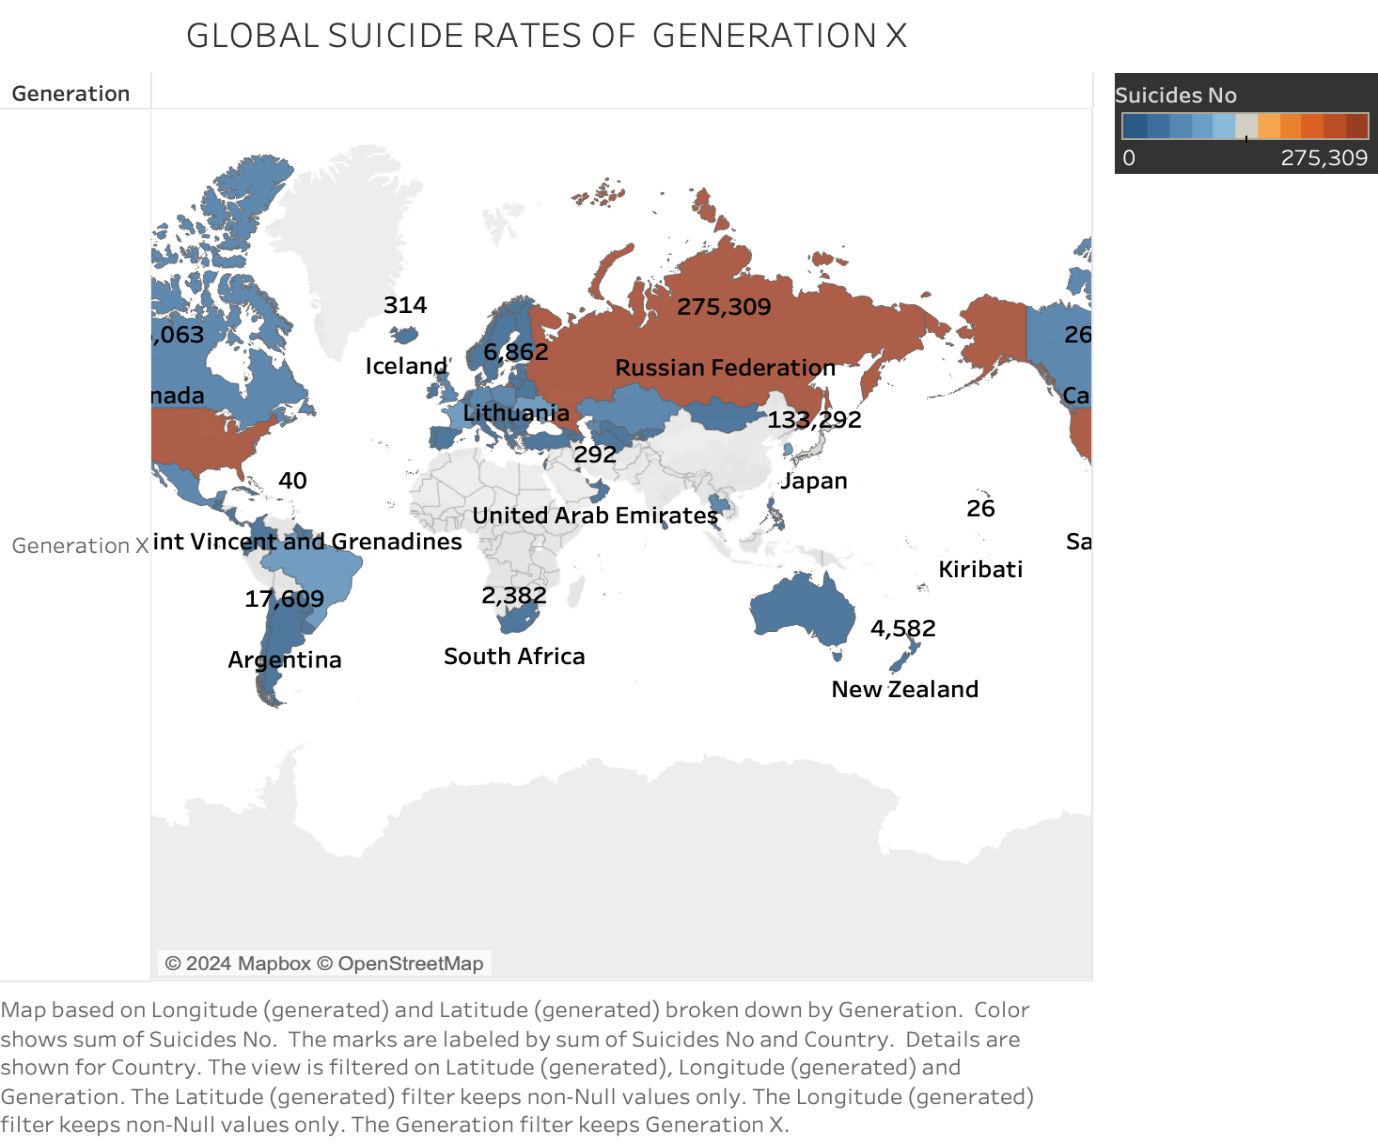 GLOBAL SUICIDE RATES OF GENERATION X
Generation
Suicides No
0 275,309
314
Iceland
275,309
Russian Federation
,063
nada
6,862
Lithuania
26
Ca
133,292
Japan
292
United Arab Emirates
40
int Vincent and Grenadines
26
Kiribati
Sa
Generation X
17,609
Argentina
2,382
South Africa
4,582
New Zealand
© 2024 Mapbox © OpenStreetMap
Map based on Longitude (generated) and Latitude (generated) broken down by Generation. Color
shows sum of Suicides No. The marks are labeled by sum of Suicides No and Country. Details are
shown for Country. The view is filtered on Latitude (generated), Longitude (generated) and
Generation. The Latitude (generated) filter keeps non-Null values only. The Longitude (generated)
filter keeps non-Null values only. The Generation filter keeps Generation X.